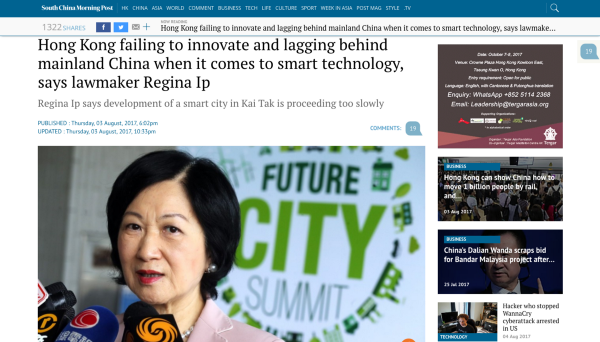 South China Morning Post
HK CHINA ASIA WORLD COMMENT BUSINESS TECH LIFE CULTURE SPORT WEEK IN ASIA POST MAG STYLE .TV
1322 SHARES
NOW READING
Hong Kong failing to innovate and lagging behind mainland China when it comes to smart technology, says lawmake...
Hong Kong failing to innovate and lagging behind
mainland China when it comes to smart technology,
says lawmaker Regina Ip
Regina Ip says development of a smart city in Kai Tak is proceeding too slowly
PUBLISHED : Thursday, 03 August, 2017, 6:02pm
UPDATED : Thursday, 03 August, 2017, 10:33pm
COMMENTS: 19
FUTURE
CITY
SUMMIT
19
Date: October 7-8, 2017
Venue: Crowne Plaza Hong Kong Kowloon East,
Tseung Kwan O, Hong Kong
Entry requirement: Open for public
Language: English, with Cantonese & Putonghua translation
Enquiry: WhatsApp +852 5114 2368
Email: Leadership@tergarasia.org
Tergar
BUSINESS
Hong Kong can show China how to
move 1 billion people by rail,
and...
03 Aug 2017
BUSINESS
China's Dalian Wanda scraps bid
for Bandar Malaysia project after...
25 Jul 2017
TECHNOLOGY
Hacker who stopped
WannaCry
cyberattack arrested
in US
04 Aug 2017